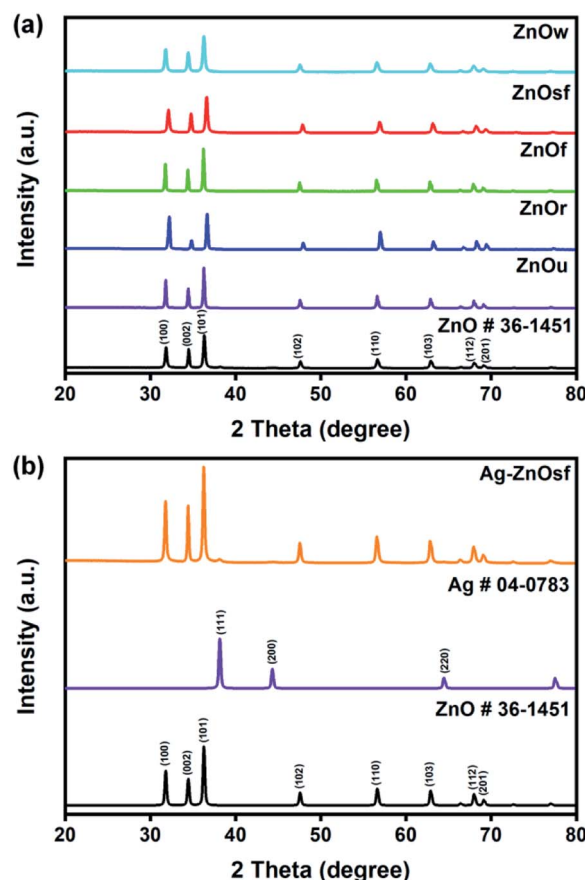 (a)
ZnOw
ZnOsf
ZnOf
ZnOr
ZnOu
ZnO # 36-1451
(100)
(002)
(101)
(102)
(110)
(103)
(112)
(201)
Intensity (a.u.)
20 30 40 50 60 70 80
2 Theta (degree)
(b)
Ag-ZnOsf
Ag # 04-0783
(111)
(200)
(220)
ZnO # 36-1451
(100)
(002)
(101)
(102)
(110)
(103)
(112)
(201)
Intensity (a.u.)
20 30 40 50 60 70 80
2 Theta (degree)